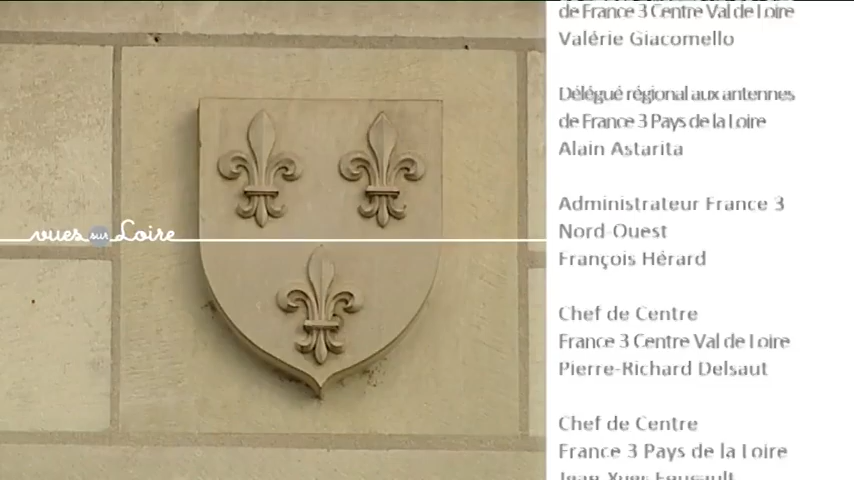 vues sur Loire
de France 3 Centre Val de Loire
Valérie Giacomello
Délégué régional aux antennes
de France 3 Pays de la Loire
Alain Astarita
Administrateur France 3
Nord-Ouest
François Hérard
Chef de Centre
France 3 Centre Val de Loire
Pierre-Richard Delsaut
Chef de Centre
France 3 Pays de la Loire